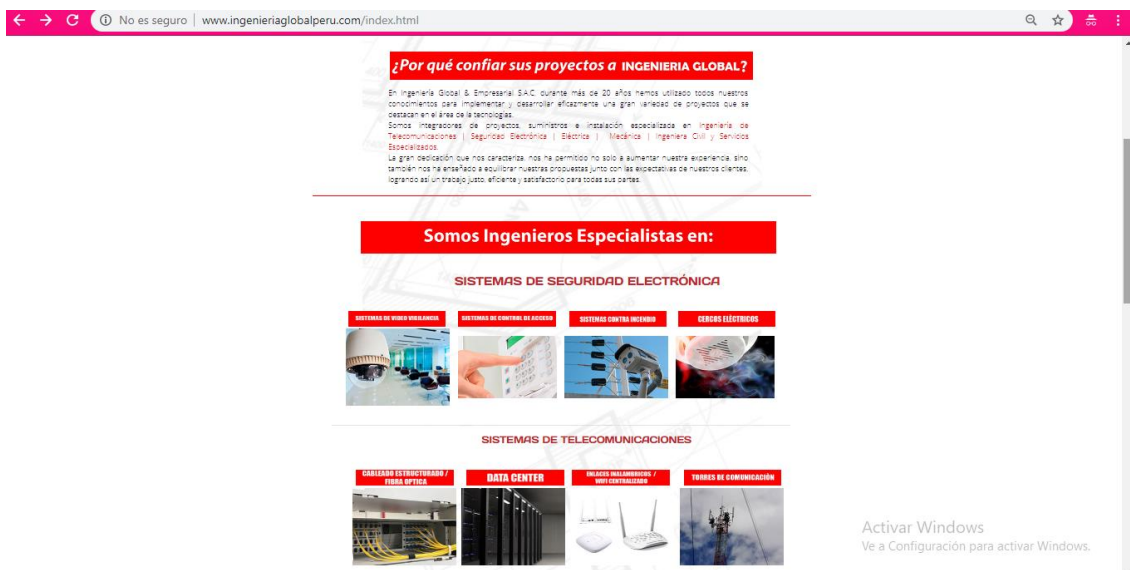 No es seguro | www.ingenieriaglobalperu.com/index.html
¿Por qué confiar sus proyectos a INGENIERIA GLOBAL?
En Ingeniería Global & Empresarial S.A.C. durante más de 20 años hemos utilizado todos nuestros
conocimientos para implementar y desarrollar eficazmente una gran variedad de proyectos que se
destacan en el área de la tecnologías.
Somos integradores de proyectos, suministros e instalación especializada en Ingeniería de
Telecomunicaciones | Seguridad Electrónica | Eléctrica | Mecánica | Ingeniera Civil y Servicios
Especializados.
La gran dedicación que nos caracteriza, nos ha permitido no solo a aumentar nuestra experiencia, sino
también nos ha enseñado a equilibrar nuestras propuestas junto con las expectativas de nuestros clientes,
logrando así un trabajo justo, eficiente y satisfactorio para todas sus partes.
Somos Ingenieros Especialistas en:
SISTEMAS DE SEGURIDAD ELECTRÓNICA
SISTEMAS DE VIDEO VIGILANCIA SISTEMAS DE CONTROL DE ACCESO SISTEMAS CONTRA INCENDIO CERCOS ELÉCTRICOS
SISTEMAS DE TELECOMUNICACIONES
CABLEADO ESTRUCTURADO / FIBRA OPTICA DATA CENTER ENLACES INALAMBRICOS / WIFI CENTRALIZADO TORRES DE COMUNICACIÓN
Activar Windows
Ve a Configuración para activar Windows.